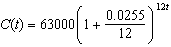 C(t) = 63000(1 + 0.0255/12)^12t